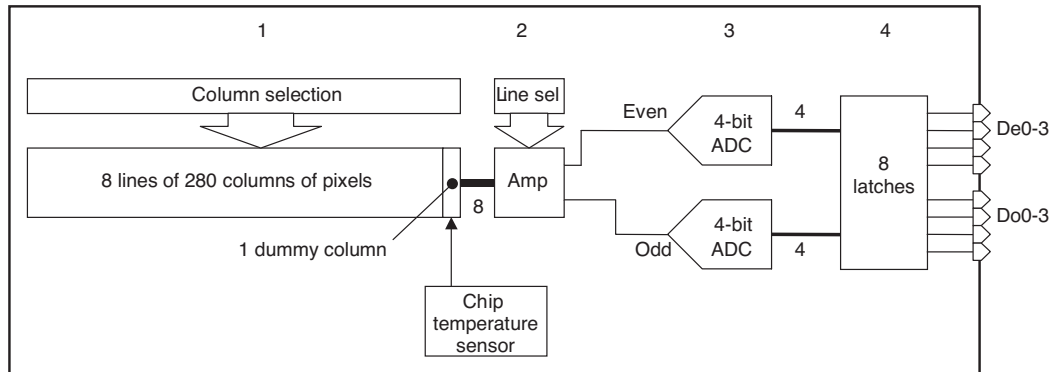 1 2 3 4
Column selection
Line sel
8 lines of 280 columns of pixels
8
Amp
1 dummy column
Chip
temperature
sensor
Even
4-bit
ADC
4
Odd
4-bit
ADC
4
8
latches
De0-3
Do0-3